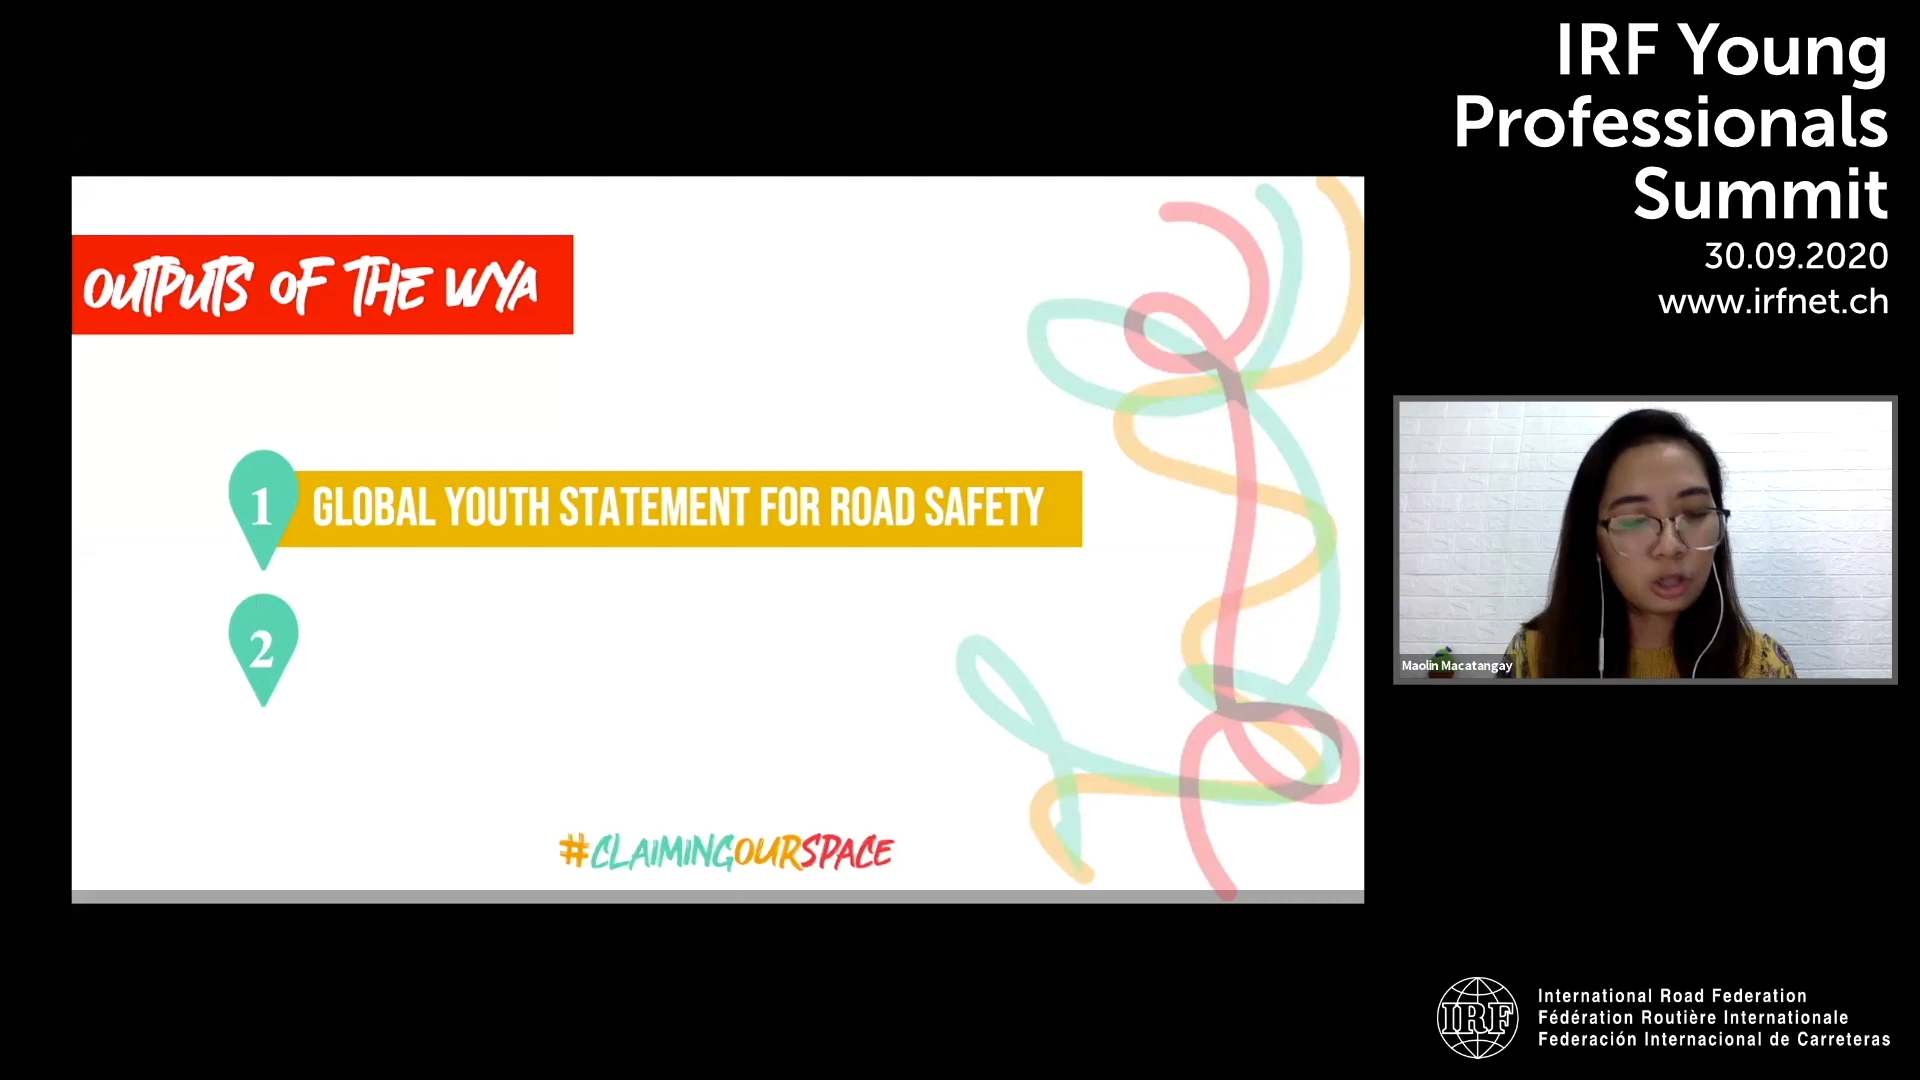 IRF Young
Professionals
Summit
30.09.2020
www.irfnet.ch
OUTPUTS OF THE WYA
1
GLOBAL YOUTH STATEMENT FOR ROAD SAFETY
2
#CLAIMINGOURSPACE
Maolin Macatangay
IRF
International Road Federation
Fédération Routière Internationale
Federación Internacional de Carreteras